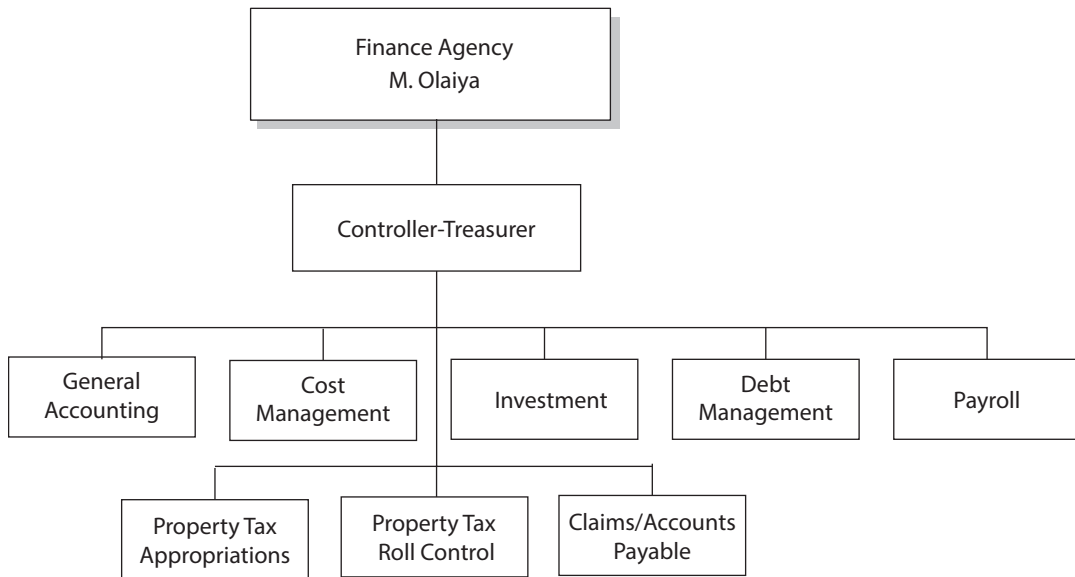 Finance Agency
M. Olaiya
Controller-Treasurer
General
Accounting
Cost
Management
Investment
Debt
Management
Payroll
Property Tax
Appropriations
Property Tax
Roll Control
Claims/Accounts
Payable